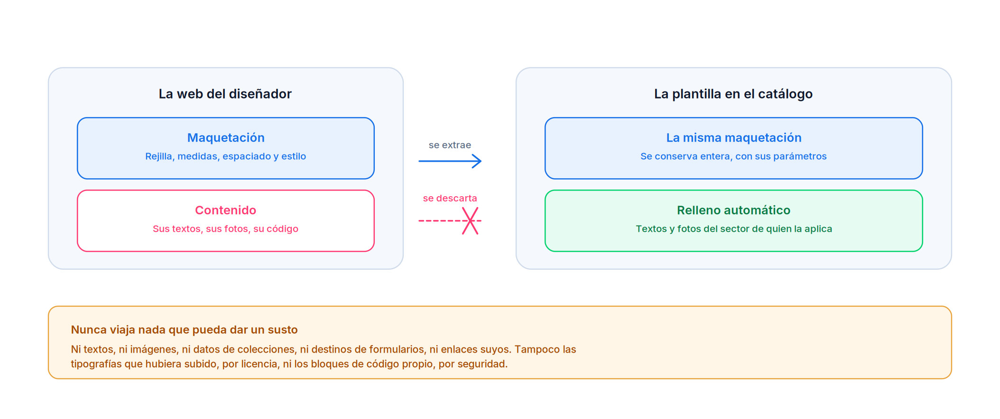 La web del diseñador
Maquetación
Rejilla, medidas, espaciado y estilo
Contenido
Sus textos, sus fotos, su código
se extrae
se descarta
La plantilla en el catálogo
La misma maquetación
Se conserva entera, con sus parámetros
Relleno automático
Textos y fotos del sector de quien la aplica
Nunca viaja nada que pueda dar un susto
Ni textos, ni imágenes, ni datos de colecciones, ni destinos de formularios, ni enlaces suyos. Tampoco las
tipografías que hubiera subido, por licencia, ni los bloques de código propio, por seguridad.